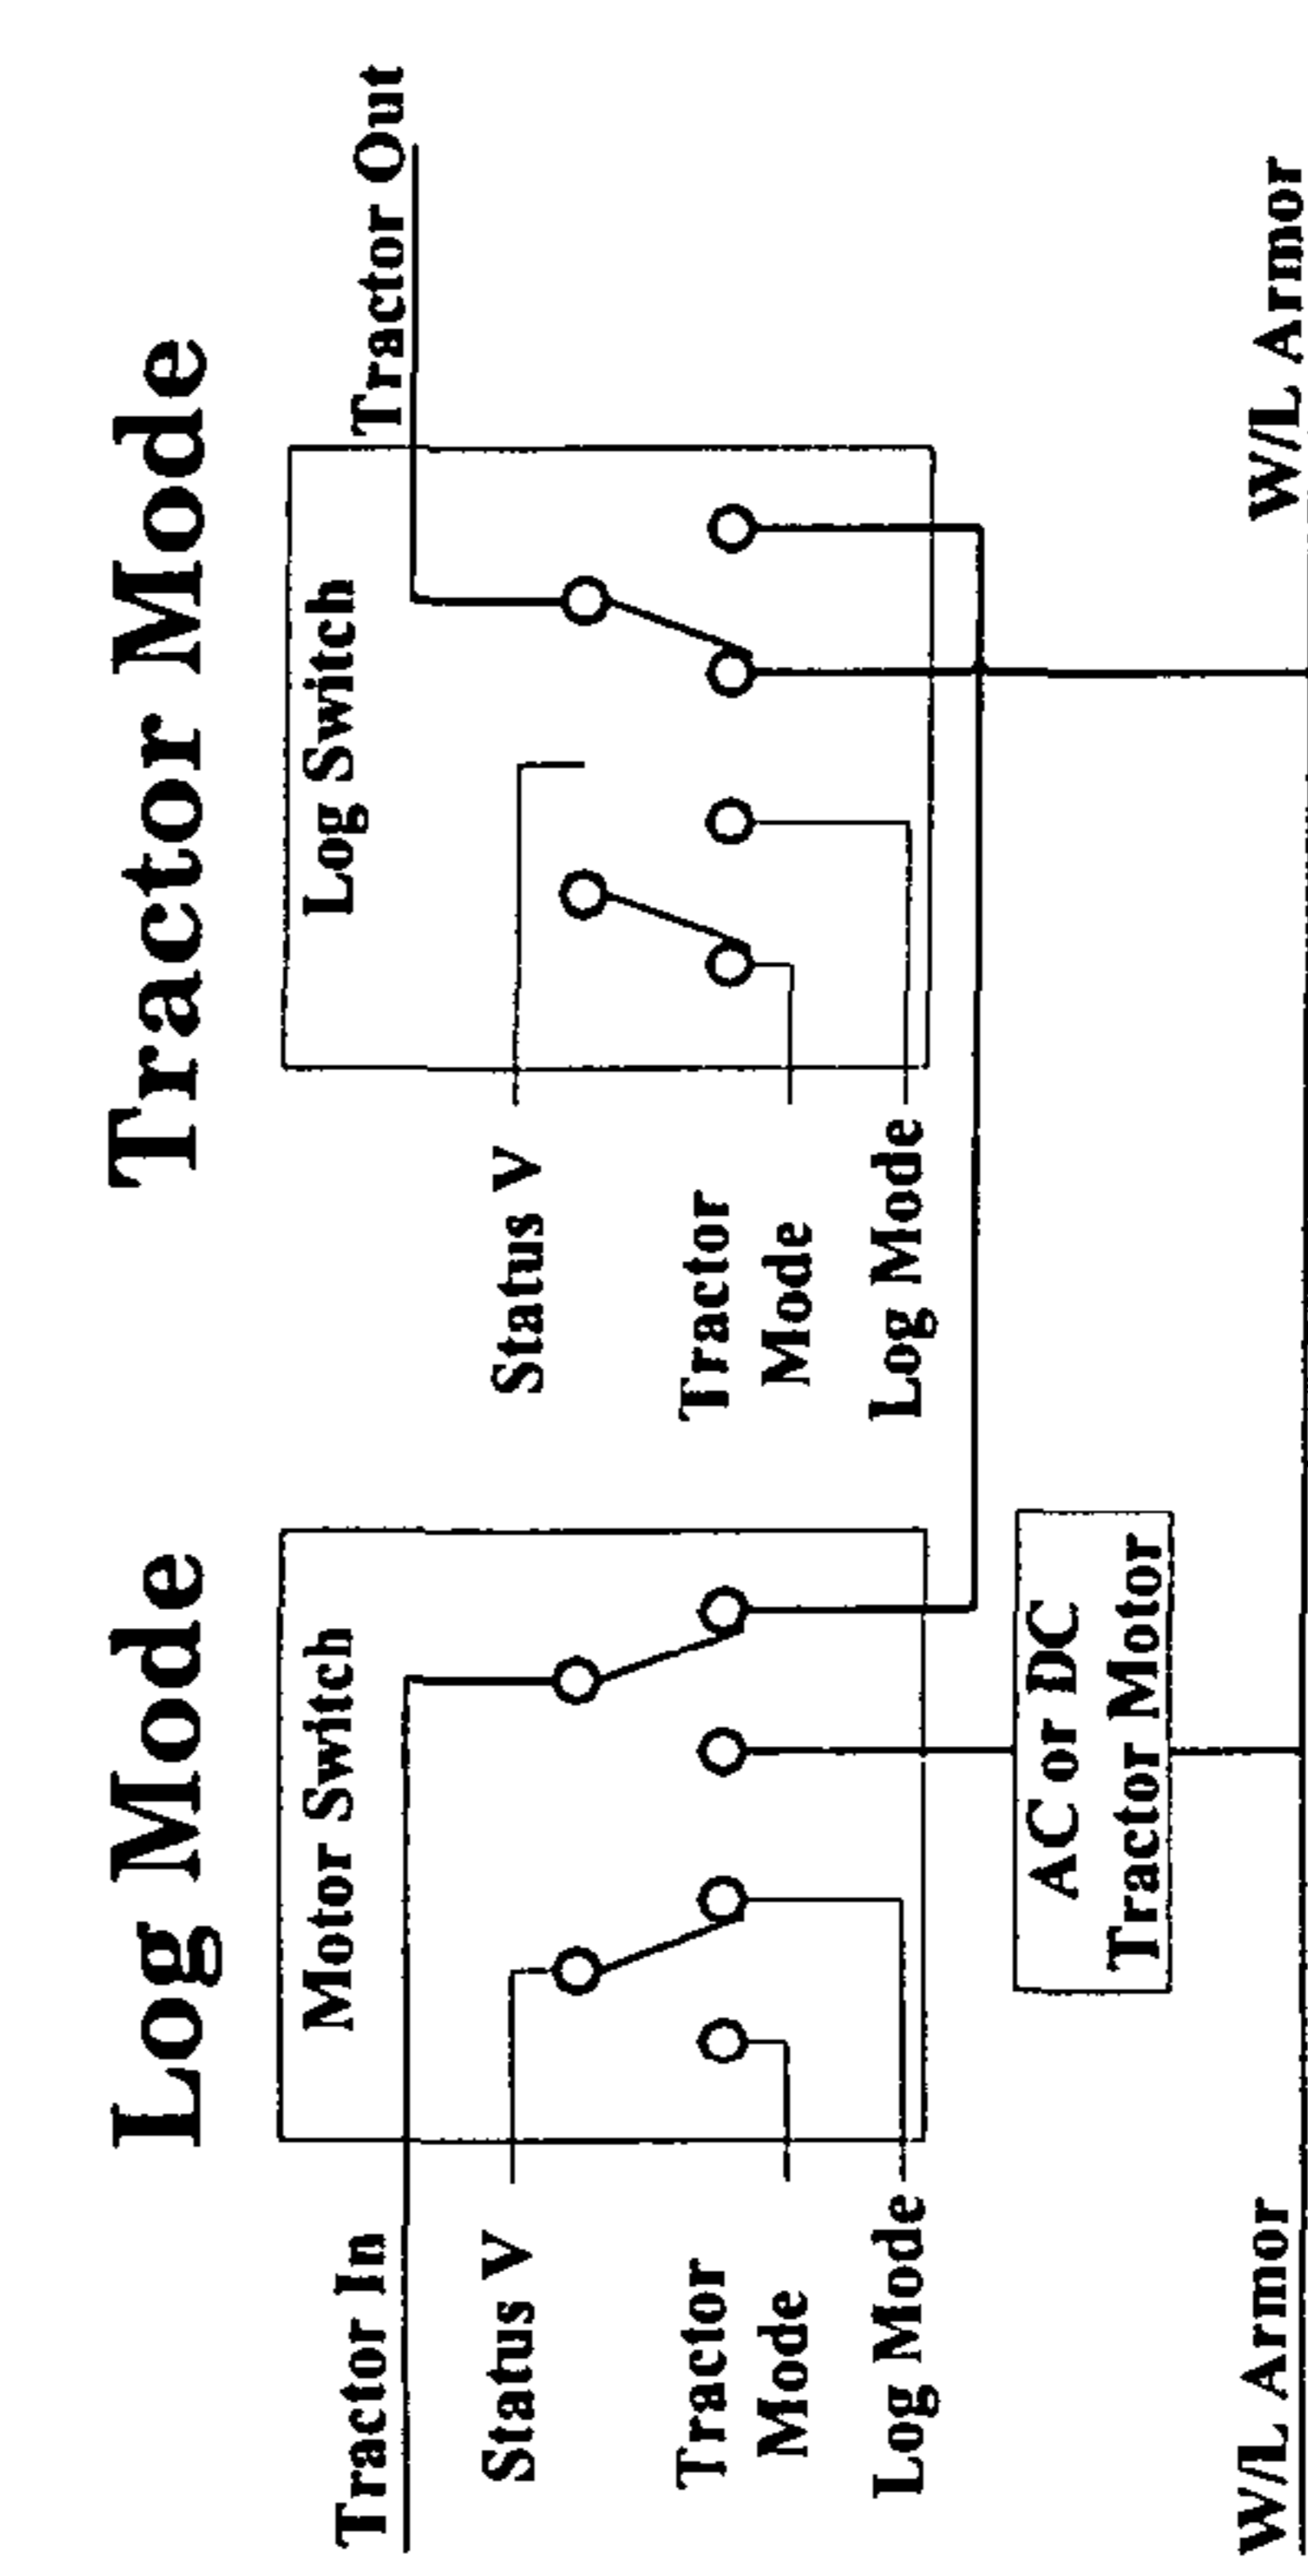 Log Mode
Tractor Mode
Tractor In
Motor Switch
Status V
Tractor
Mode
Log Mode
AC or DC
Tractor Motor
W/L Armor
Log Switch
Tractor Out
Status V
Tractor
Mode
Log Mode
W/L Armor